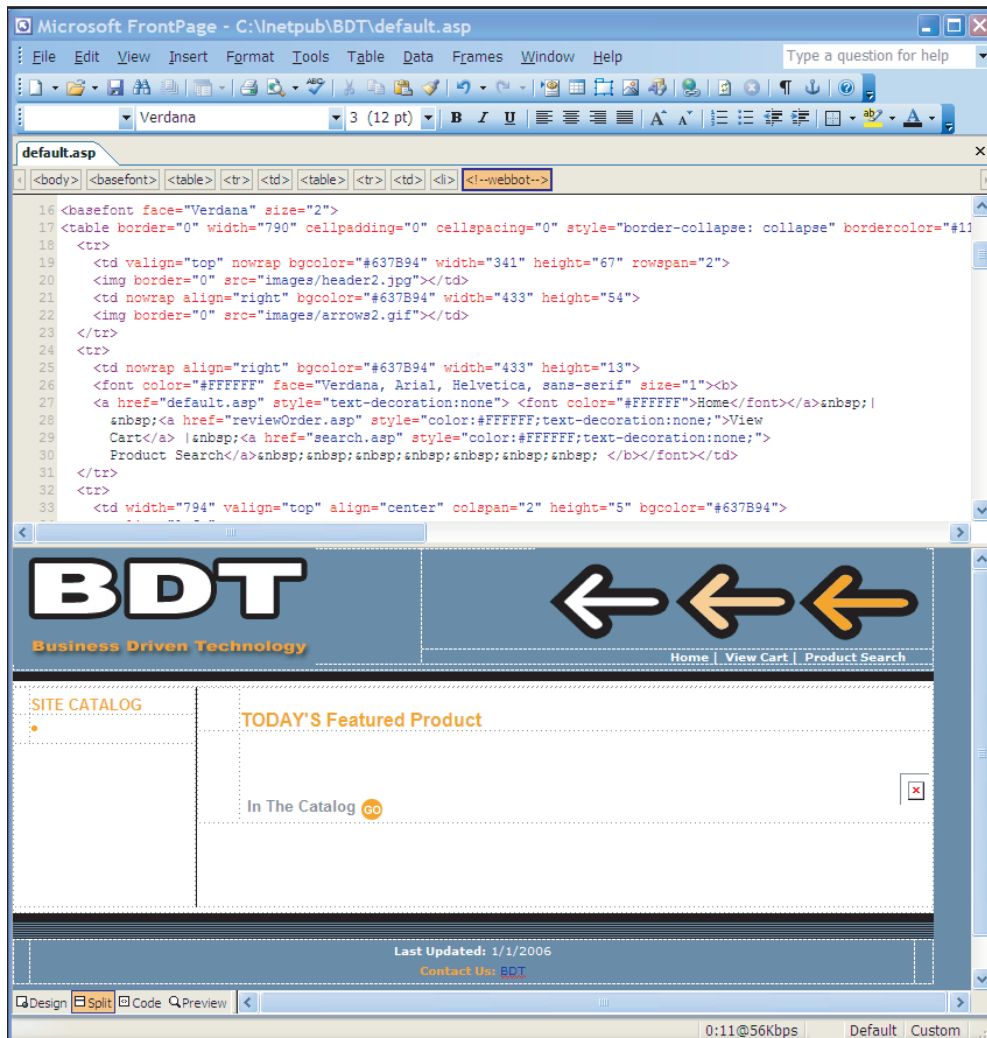 Microsoft FrontPage - C:\Inetpub\BDT\default.asp
File Edit View Insert Format Tools Table Data Frames Window Help Type a question for help
Verdana 3 (12 pt) B I U A A ab A
default.asp
<body> <basefont> <table> <tr> <td> <table> <tr> <td> <li> <!--webbot-->
16 <basefont face="Verdana" size="2">
17 <table border="0" width="790" cellpadding="0" cellspacing="0" style="border-collapse: collapse" bordercolor="#11
18 <tr>
19 <td valign="top" nowrap bgcolor="#637B94" width="341" height="67" rowspan="2">
20 <img border="0" src="images/header2.jpg"></td>
21 <td nowrap align="right" bgcolor="#637B94" width="433" height="54">
22 <img border="0" src="images/arrows2.gif"></td>
23 </tr>
24 <tr>
25 <td nowrap align="right" bgcolor="#637B94" width="433" height="13">
26 <font color="#FFFFFF" face="Verdana, Arial, Helvetica, sans-serif" size="1"><b>
27 <a href="default.asp" style="text-decoration:none"> <font color="#FFFFFF">Home</font></a>&nbsp;|
28 &nbsp;<a href="reviewOrder.asp" style="color:#FFFFFF;text-decoration:none;">View
29 Cart</a> |&nbsp;<a href="search.asp" style="color:#FFFFFF;text-decoration:none;">
30 Product Search</a>&nbsp;&nbsp;&nbsp;&nbsp;&nbsp;&nbsp;&nbsp; </b></font></td>
31 </tr>
32 <tr>
33 <td width="794" valign="top" align="center" colspan="2" height="5" bgcolor="#637B94">
BDT
Business Driven Technology
Home | View Cart | Product Search
SITE CATALOG
TODAY'S Featured Product
In The Catalog GO
Last Updated: 1/1/2006
Contact Us: BDT
Design Split Code Preview
0:11@56Kbps Default Custom